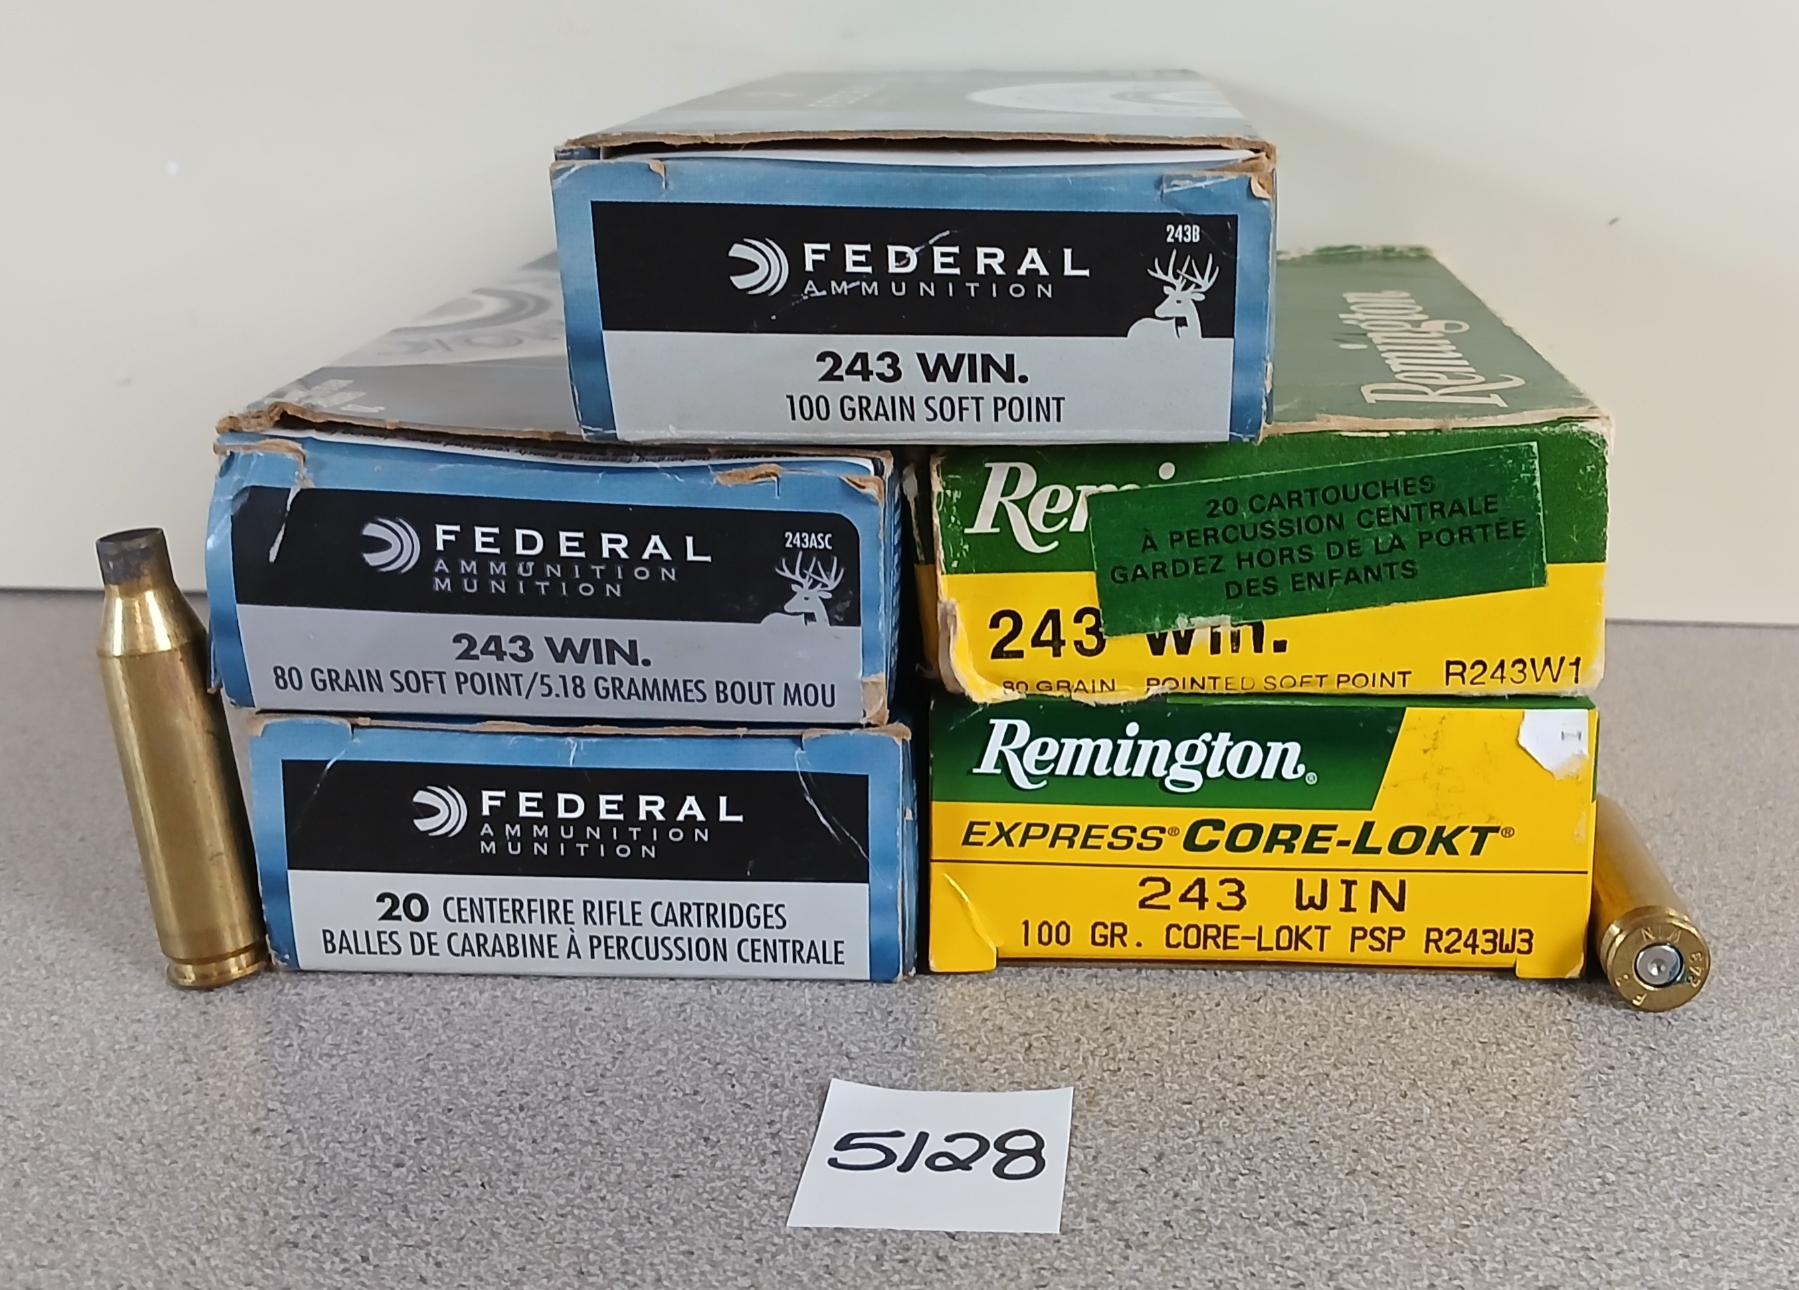 243B
FEDERAL
AMMUNITION
243 WIN.
100 GRAIN SOFT POINT
Remington
FEDERAL
AMMUNITION
MUNITION
243ASC
243 WIN.
80 GRAIN SOFT POINT/5.18 GRAMMES BOUT MOU
20 CARTOUCHES
À PERCUSSION CENTRALE
GARDEZ HORS DE LA PORTÉE
DES ENFANTS
243 Win.
80 GRAIN POINTED SOFT POINT R243W1
FEDERAL
AMMUNITION
MUNITION
20 CENTERFIRE RIFLE CARTRIDGES
BALLES DE CARABINE À PERCUSSION CENTRALE
Remington®
EXPRESS® CORE-LOKT®
243 WIN
100 GR. CORE-LOKT PSP R243W3
WIN
243
5128